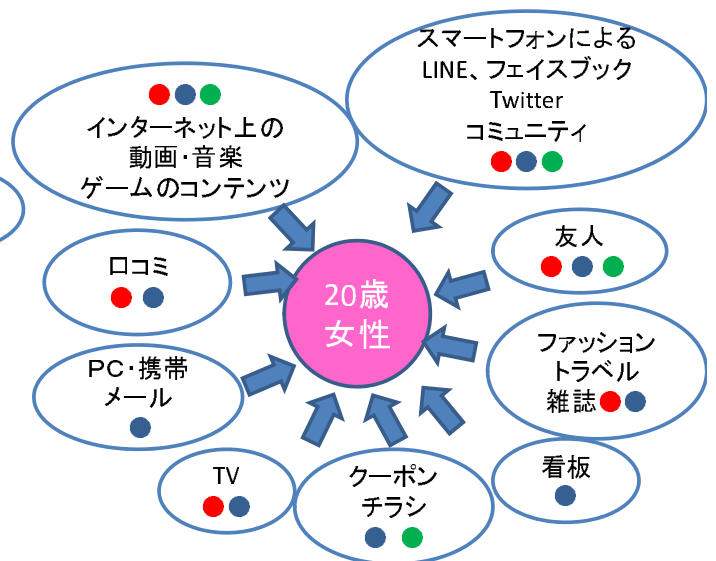 スマートフォンによる
LINE、フェイスブック
Twitter
コミュニティ
インターネット上の
動画・音楽
ゲームのコンテンツ
友人
口コミ
20歳
女性
ファッション
トラベル
雑誌
PC・携帯
メール
TV
クーポン
チラシ
看板